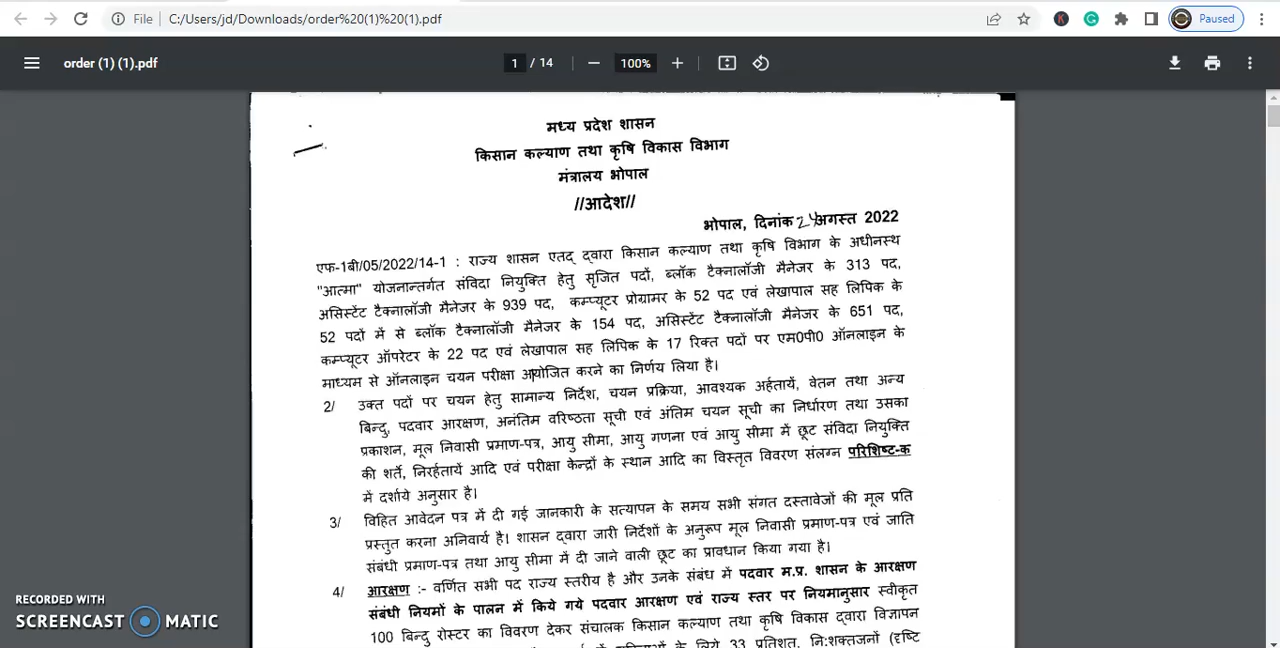 File C:/Users/jd/Downloads/order%20(1)%20(1).pdf
Paused
order (1) (1).pdf
1 / 14
100%
मध्य प्रदेश शासन
किसान कल्याण तथा कृषि विकास विभाग
मंत्रालय भोपाल
//आदेश//
भोपाल, दिनांक 24 अगस्त 2022
एफ-1बी/05/2022/14-1 : राज्य शासन एतद् द्वारा किसान कल्याण तथा कृषि विभाग के अधीनस्थ
"आत्मा" योजनान्तर्गत संविदा नियुक्ति हेतु सृजित पदों, ब्लॉक टैक्नालॉजी मैनेजर के 313 पद,
असिस्टेंट टैक्नालॉजी मैनेजर के 939 पद, कम्प्यूटर प्रोग्रामर के 52 पद एवं लेखापाल सह लिपिक के
52 पदों में से ब्लॉक टैक्नालॉजी मैनेजर के 154 पद, असिस्टेंट टैक्नालॉजी मैनेजर के 651 पद,
कम्प्यूटर ऑपरेटर के 22 पद एवं लेखापाल सह लिपिक के 17 रिक्त पदों पर एम0पी0 ऑनलाइन के
माध्यम से ऑनलाइन चयन परीक्षा आयोजित करने का निर्णय लिया है।
2/ उक्त पदों पर चयन हेतु सामान्य निर्देश, चयन प्रक्रिया, आवश्यक अर्हतायें, वेतन तथा अन्य
बिन्दु, पदवार आरक्षण, अनंतिम वरिष्ठता सूची एवं अंतिम चयन सूची का निर्धारण तथा उसका
प्रकाशन, मूल निवासी प्रमाण-पत्र, आयु सीमा, आयु गणना एवं आयु सीमा में छूट संविदा नियुक्ति
की शर्ते, निरर्हतायें आदि एवं परीक्षा केन्द्रों के स्थान आदि का विस्तृत विवरण संलग्न परिशिष्ट-क
में दर्शाये अनुसार है।
3/ विहित आवेदन पत्र में दी गई जानकारी के सत्यापन के समय सभी संगत दस्तावेजों की मूल प्रति
प्रस्तुत करना अनिवार्य है। शासन द्वारा जारी निर्देशों के अनुरूप मूल निवासी प्रमाण-पत्र एवं जाति
संबंधी प्रमाण-पत्र तथा आयु सीमा में दी जाने वाली छूट का प्रावधान किया गया है।
4/ आरक्षण :- वर्णित सभी पद राज्य स्तरीय है और उनके संबंध में पदवार म.प्र. शासन के आरक्षण
संबंधी नियमों के पालन में किये गये पदवार आरक्षण एवं राज्य स्तर पर नियमानुसार स्वीकृत
100 बिन्दु रोस्टर का विवरण देकर संचालक किसान कल्याण तथा कृषि विकास द्वारा विज्ञापन
महिलाओं के लिये 33 प्रतिशत, नि:शक्तजनों (दृष्टि
RECORDED WITH
SCREENCAST MATIC